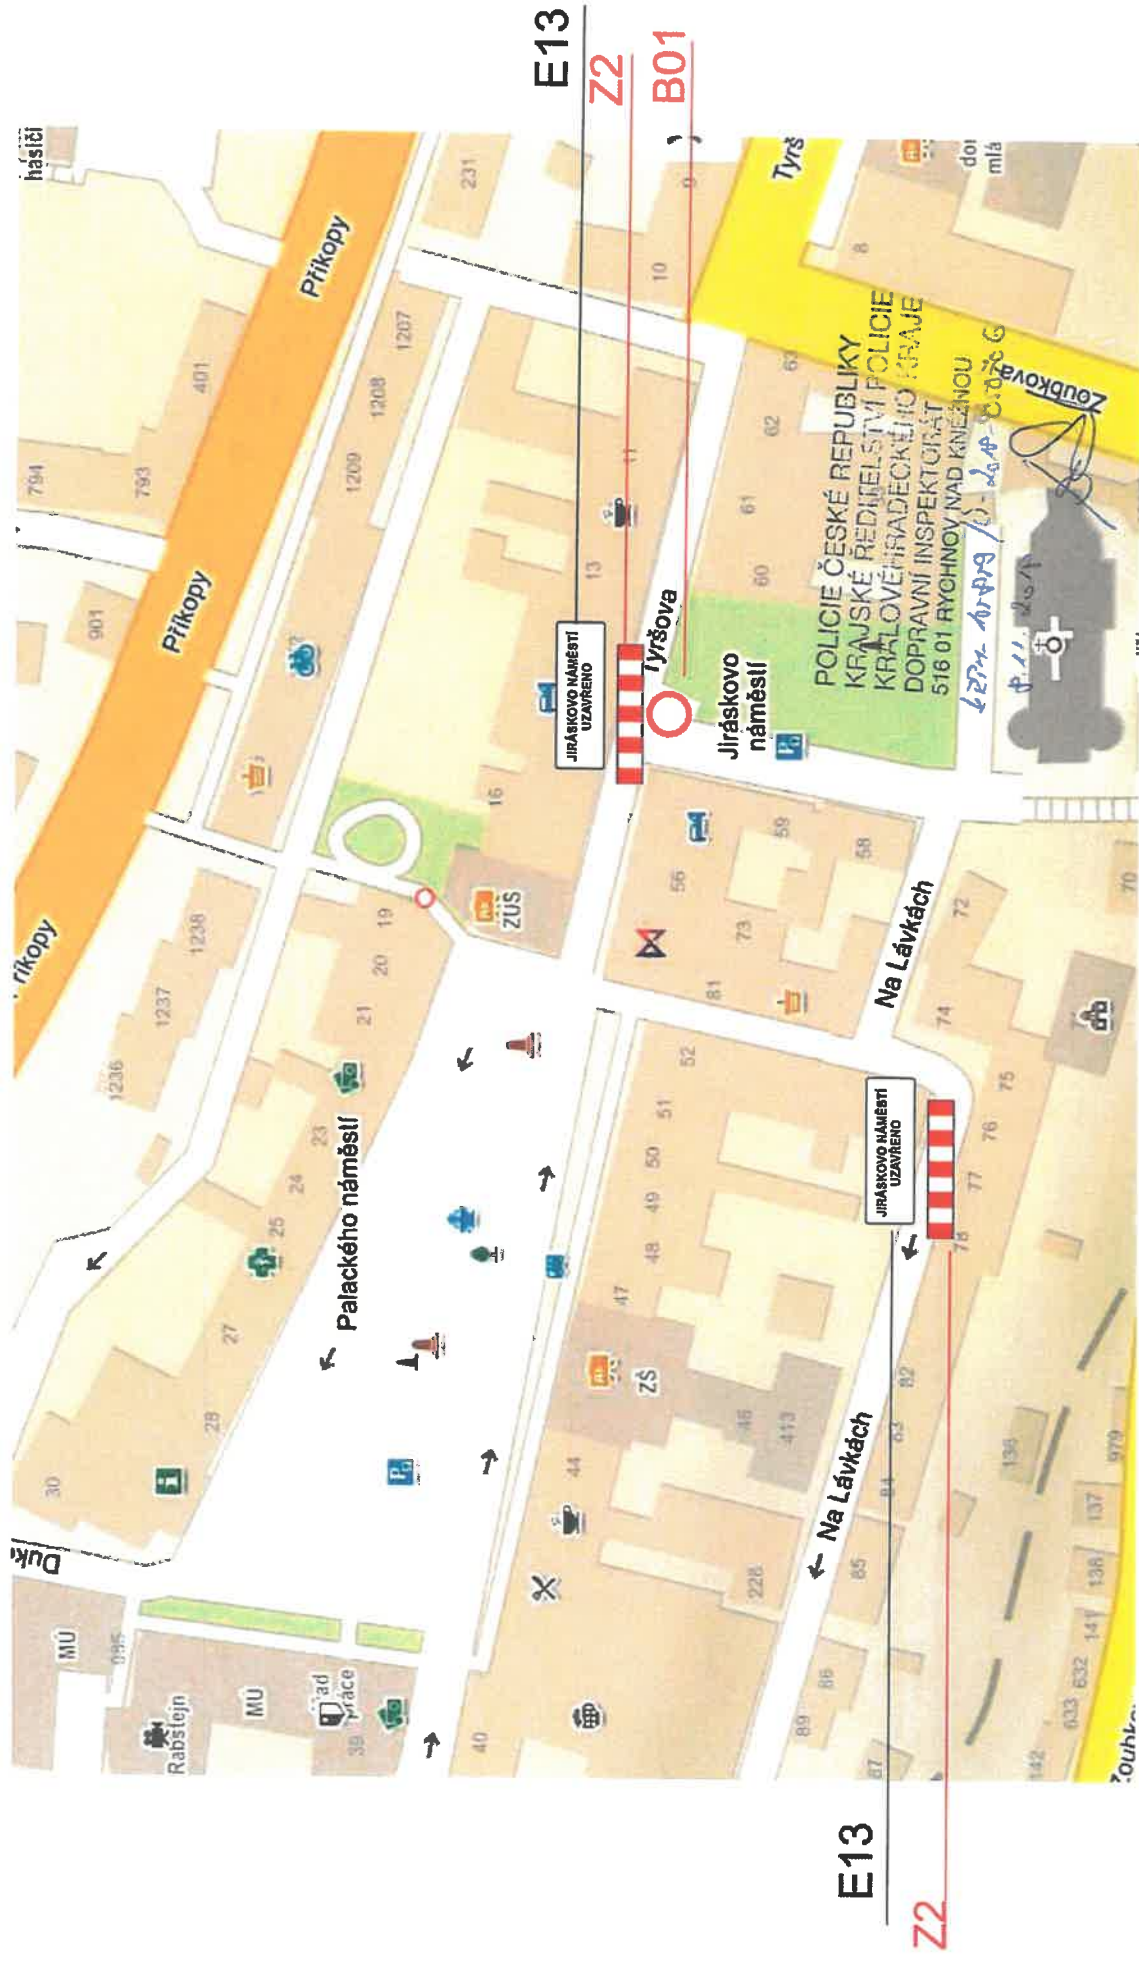 E13
Z2
B01
hasiči
Příkopy
Příkopy
794
793
401
231
901
1207
1208
1209
1238
1237
1236
10
9
8
11
13
16
19
20
21
23
24
25
27
28
30
Tyrš
JIRÁSKOVO NÁMĚSTÍ
UZAVŘENO
Tyršova
Jiráskovo
náměstí
60
61
62
63
dor
mlá
Zoubkova
POLICIE ČESKÉ REPUBLIKY
KRAJSKÉ ŘEDITELSTVÍ POLICIE
KRÁLOVÉHRADECKÉHO KRAJE
DOPRAVNÍ INSPEKTORÁT
516 01 RYCHNOV NAD KNĚŽNOU
ZUŠ
Palackého náměstí
P
56
59
58
73
81
52
51
50
49
48
47
72
70
74
75
76
77
78
Na Lávkách
JIRÁSKOVO NÁMĚSTÍ
UZAVŘENO
ZŠ
44
46
413
82
83
84
85
Na Lávkách
228
86
89
87
40
39
MÚ
MÚ
Rabštejn
práce
136
979
137
138
141
632
633
142
E13
Z2